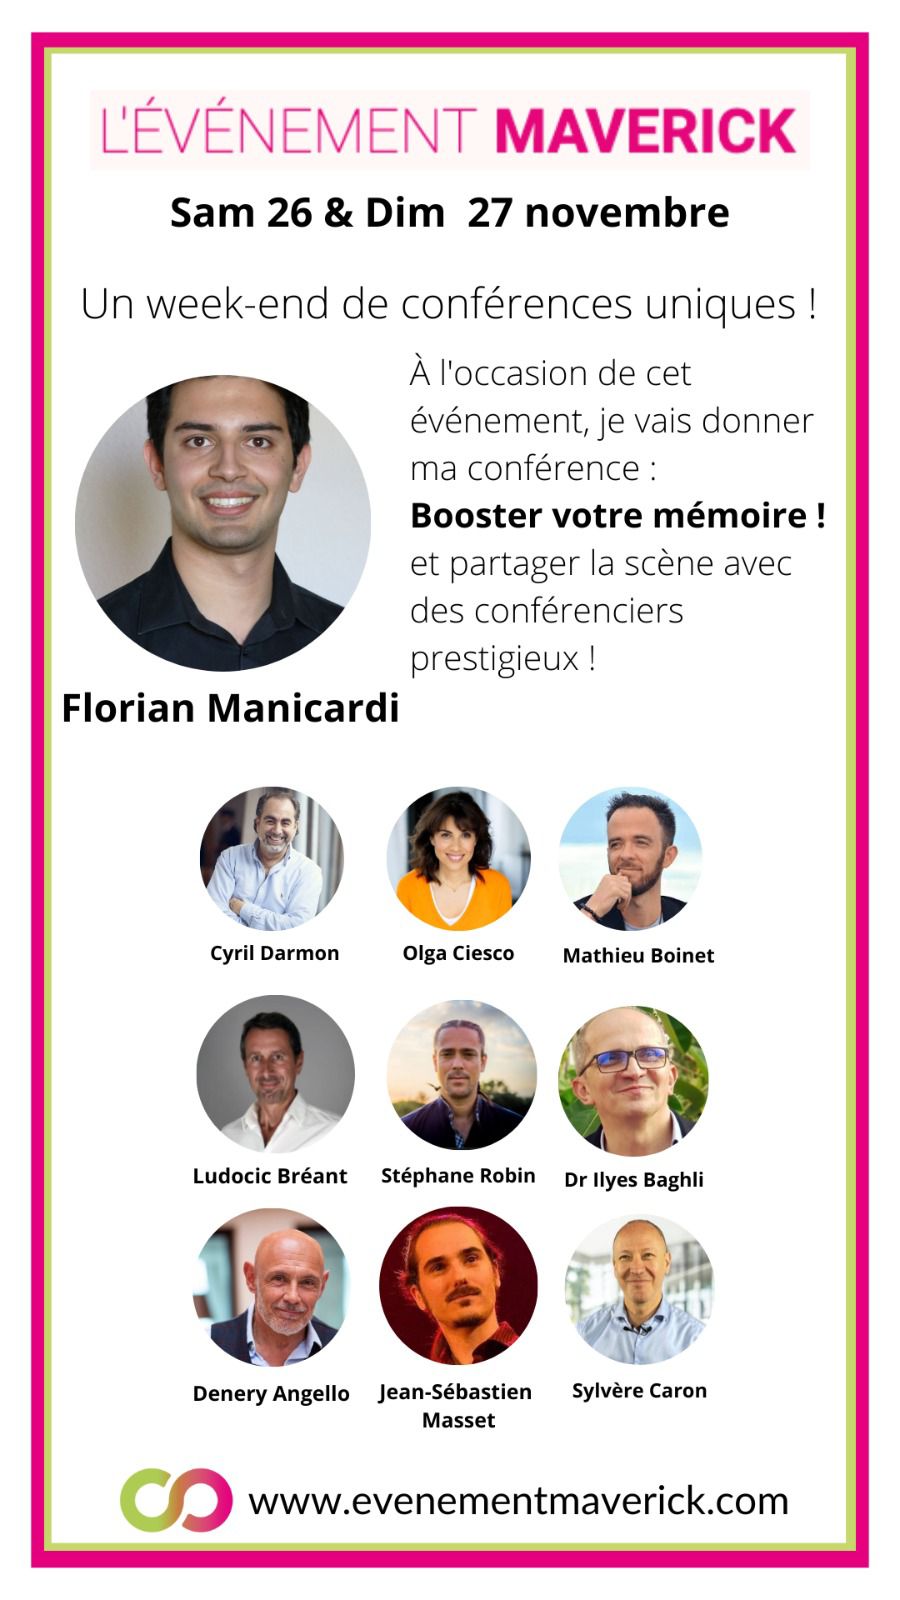 L'ÉVÉNEMENT MAVERICK
Sam 26 & Dim 27 novembre
Un week-end de conférences uniques !
À l'occasion de cet
événement, je vais donner
ma conférence :
Booster votre mémoire !
et partager la scène avec
des conférenciers
prestigieux !
Florian Manicardi
Cyril Darmon
Olga Ciesco
Mathieu Boinet
Ludocic Bréant
Stéphane Robin
Dr Ilyes Baghli
Denery Angello
Jean-Sébastien
Masset
Sylvère Caron
www.evenementmaverick.com